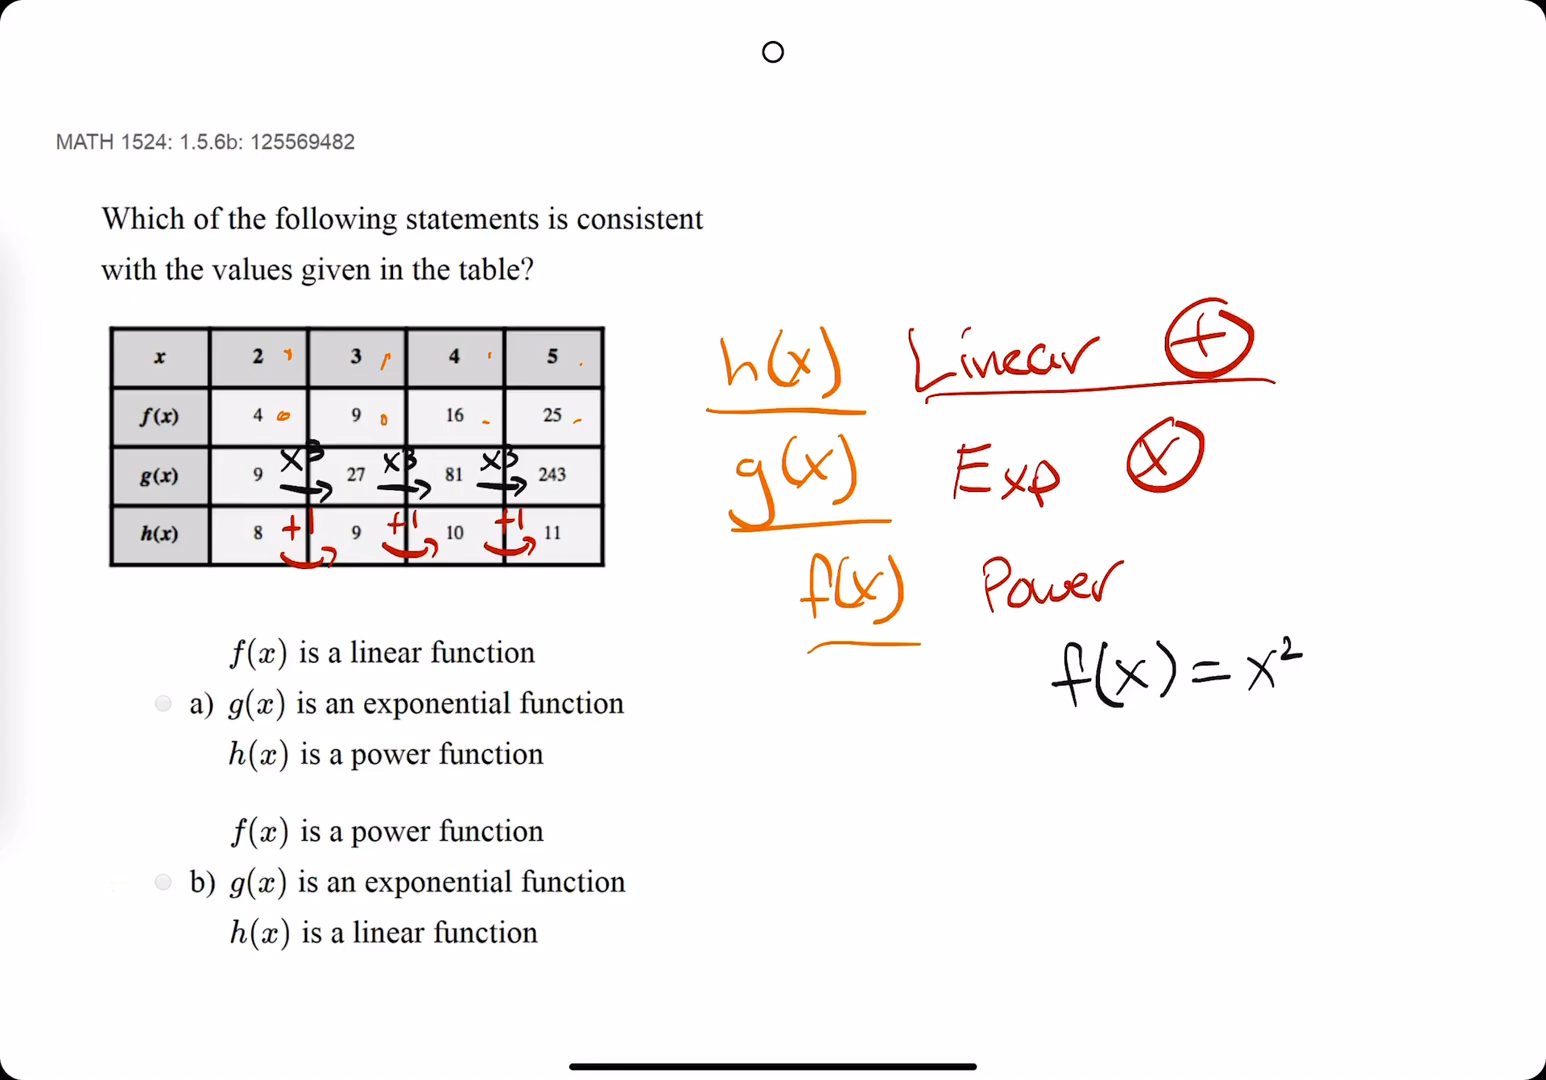 MATH 1524: 1.5.6b: 125569482
Which of the following statements is consistent
with the values given in the table?
x 2 3 4 5
f(x) 4 9 16 25
x3 x3 x3
g(x) 9 27 81 243
+1 +1 +1
h(x) 8 9 10 11
h(x) Linear +
g(x) Exp x
f(x) Power
f(x) = x²
f(x) is a linear function
a) g(x) is an exponential function
h(x) is a power function
f(x) is a power function
b) g(x) is an exponential function
h(x) is a linear function